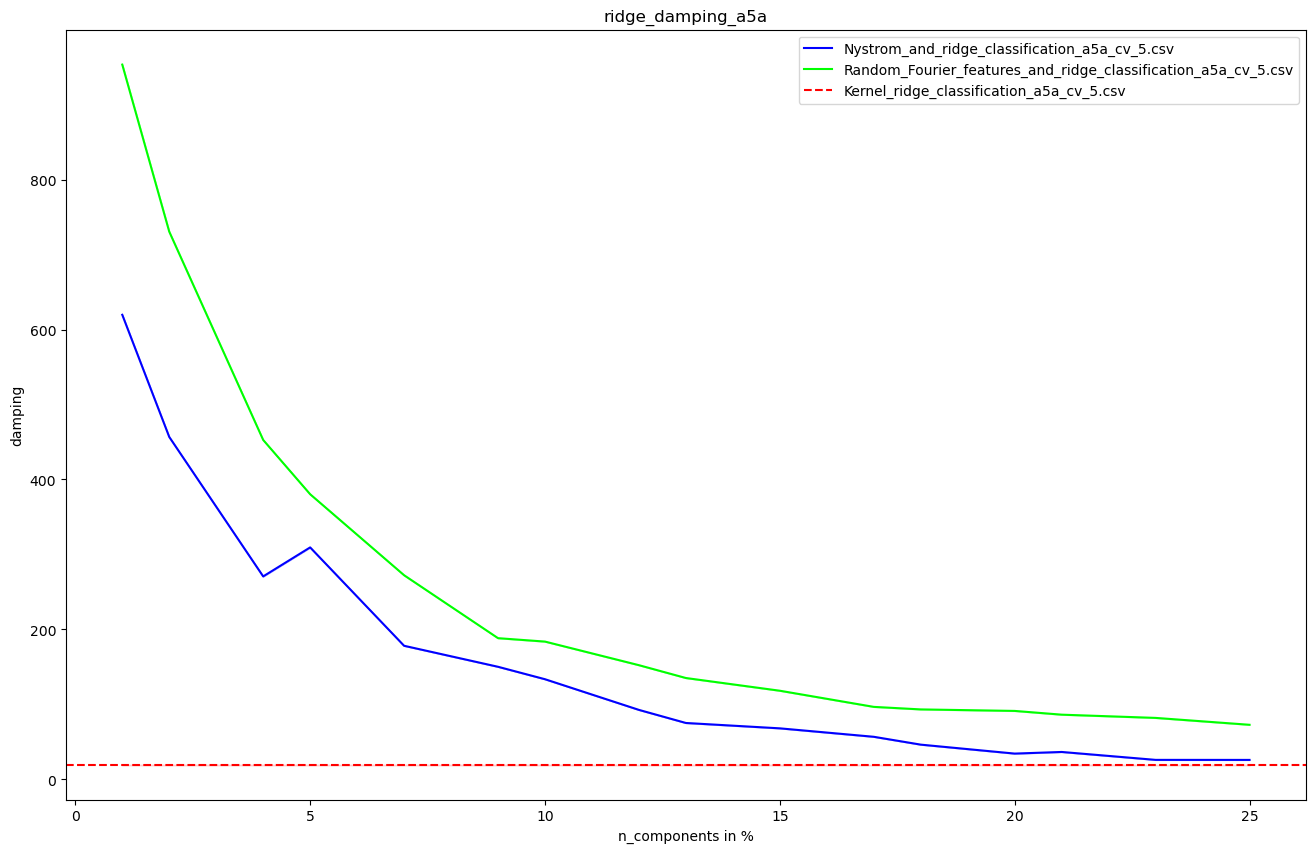 ridge_damping_a5a
Nystrom_and_ridge_classification_a5a_cv_5.csv
Random_Fourier_features_and_ridge_classification_a5a_cv_5.csv
Kernel_ridge_classification_a5a_cv_5.csv
damping
800
600
400
200
0
0 5 10 15 20 25
n_components in %